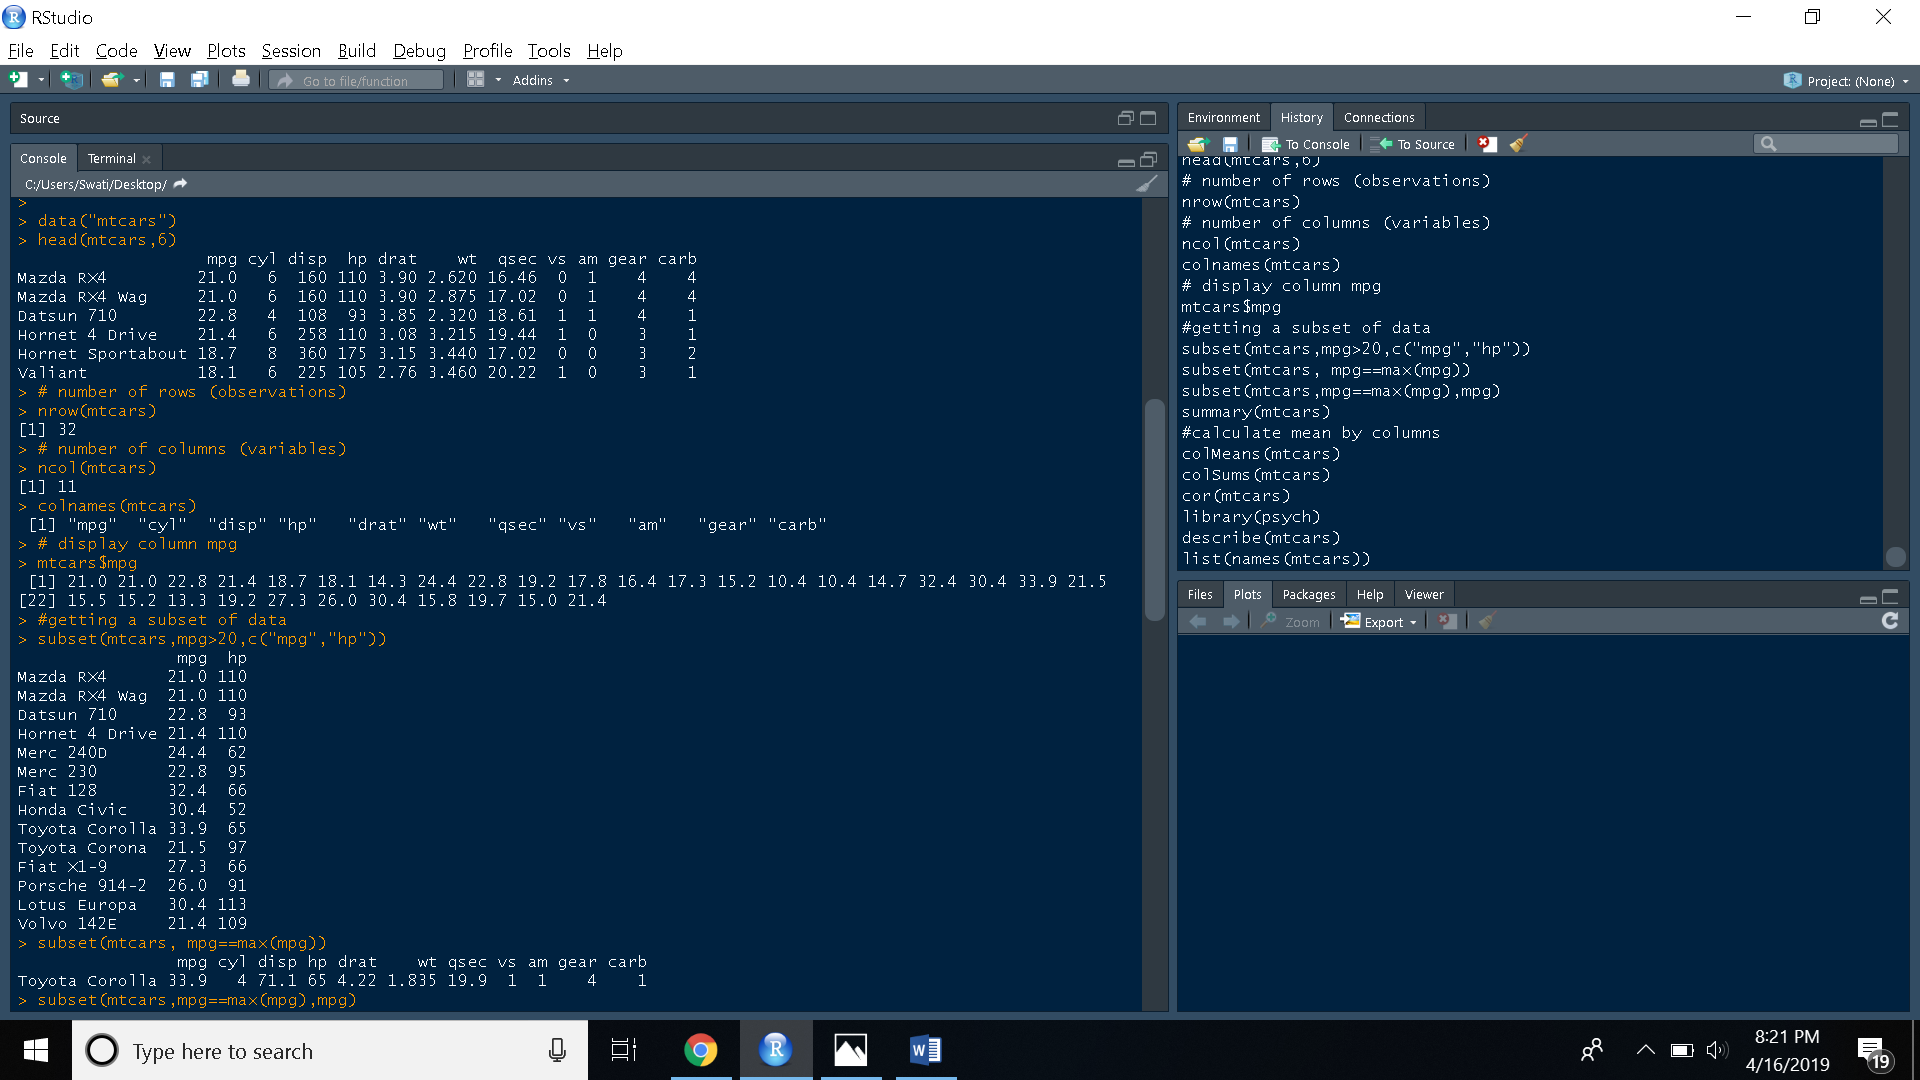 RStudio
File Edit Code View Plots Session Build Debug Profile Tools Help
Go to file/function Addins Project: (None)
Source
Console Terminal
C:/Users/Swati/Desktop/
>
> data("mtcars")
> head(mtcars,6)
mpg cyl disp hp drat wt qsec vs am gear carb
Mazda RX4 21.0 6 160 110 3.90 2.620 16.46 0 1 4 4
Mazda RX4 Wag 21.0 6 160 110 3.90 2.875 17.02 0 1 4 4
Datsun 710 22.8 4 108 93 3.85 2.320 18.61 1 1 4 1
Hornet 4 Drive 21.4 6 258 110 3.08 3.215 19.44 1 0 3 1
Hornet Sportabout 18.7 8 360 175 3.15 3.440 17.02 0 0 3 2
Valiant 18.1 6 225 105 2.76 3.460 20.22 1 0 3 1
> # number of rows (observations)
> nrow(mtcars)
[1] 32
> # number of columns (variables)
> ncol(mtcars)
[1] 11
> colnames(mtcars)
[1] "mpg" "cyl" "disp" "hp" "drat" "wt" "qsec" "vs" "am" "gear" "carb"
> # display column mpg
> mtcars$mpg
[1] 21.0 21.0 22.8 21.4 18.7 18.1 14.3 24.4 22.8 19.2 17.8 16.4 17.3 15.2 10.4 10.4 14.7 32.4 30.4 33.9 21.5
[22] 15.5 15.2 13.3 19.2 27.3 26.0 30.4 15.8 19.7 15.0 21.4
> #getting a subset of data
> subset(mtcars,mpg>20,c("mpg","hp"))
mpg hp
Mazda RX4 21.0 110
Mazda RX4 Wag 21.0 110
Datsun 710 22.8 93
Hornet 4 Drive 21.4 110
Merc 240D 24.4 62
Merc 230 22.8 95
Fiat 128 32.4 66
Honda Civic 30.4 52
Toyota Corolla 33.9 65
Toyota Corona 21.5 97
Fiat X1-9 27.3 66
Porsche 914-2 26.0 91
Lotus Europa 30.4 113
Volvo 142E 21.4 109
> subset(mtcars, mpg==max(mpg))
mpg cyl disp hp drat wt qsec vs am gear carb
Toyota Corolla 33.9 4 71.1 65 4.22 1.835 19.9 1 1 4 1
> subset(mtcars,mpg==max(mpg),mpg)
Environment History Connections
To Console To Source
head(mtcars,6)
# number of rows (observations)
nrow(mtcars)
# number of columns (variables)
ncol(mtcars)
colnames(mtcars)
# display column mpg
mtcars$mpg
#getting a subset of data
subset(mtcars,mpg>20,c("mpg","hp"))
subset(mtcars, mpg==max(mpg))
subset(mtcars,mpg==max(mpg),mpg)
summary(mtcars)
#calculate mean by columns
colMeans(mtcars)
colSums(mtcars)
cor(mtcars)
library(psych)
describe(mtcars)
list(names(mtcars))
Files Plots Packages Help Viewer
Zoom Export
Type here to search
8:21 PM
4/16/2019
19